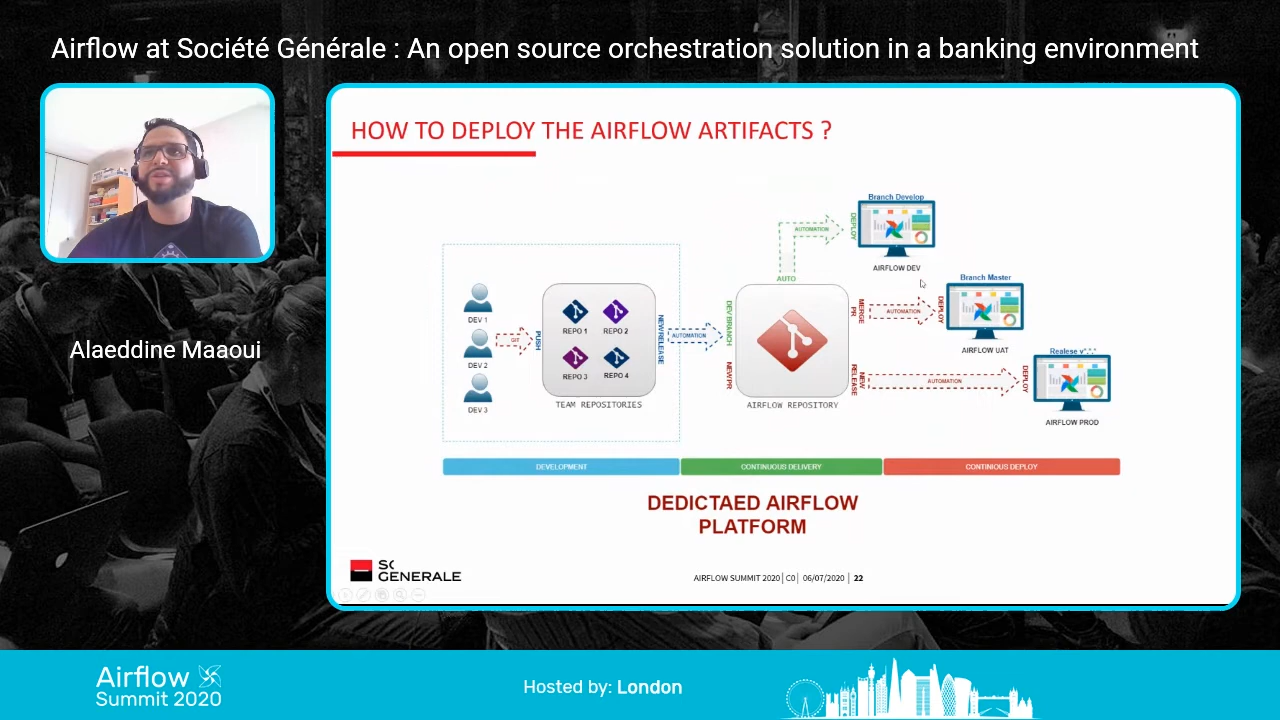 Airflow at Société Générale : An open source orchestration solution in a banking environment
Alaeddine Maaoui
HOW TO DEPLOY THE AIRFLOW ARTIFACTS ?
DEV 1
DEV 2
DEV 3
GIT
PUSH
REPO 1
REPO 2
REPO 3
REPO 4
TEAM REPOSITORIES
NEW RELEASE
AUTOMATION
DEV BRANCH
NEW PR
AUTO
AIRFLOW REPOSITORY
AUTOMATION
DEPLOY
Branch Develop
AIRFLOW DEV
MERGE
PR
AUTOMATION
DEPLOY
Branch Master
AIRFLOW UAT
NEW
RELEASE
AUTOMATION
DEPLOY
Realese v*.*.*
AIRFLOW PROD
DEVELOPMENT
CONTINUOUS DELIVERY
CONTINIOUS DEPLOY
DEDICTAED AIRFLOW
PLATFORM
GENERALE
AIRFLOW SUMMIT 2020 | C0 | 06/07/2020 | 22
Airflow
Summit 2020
Hosted by: London